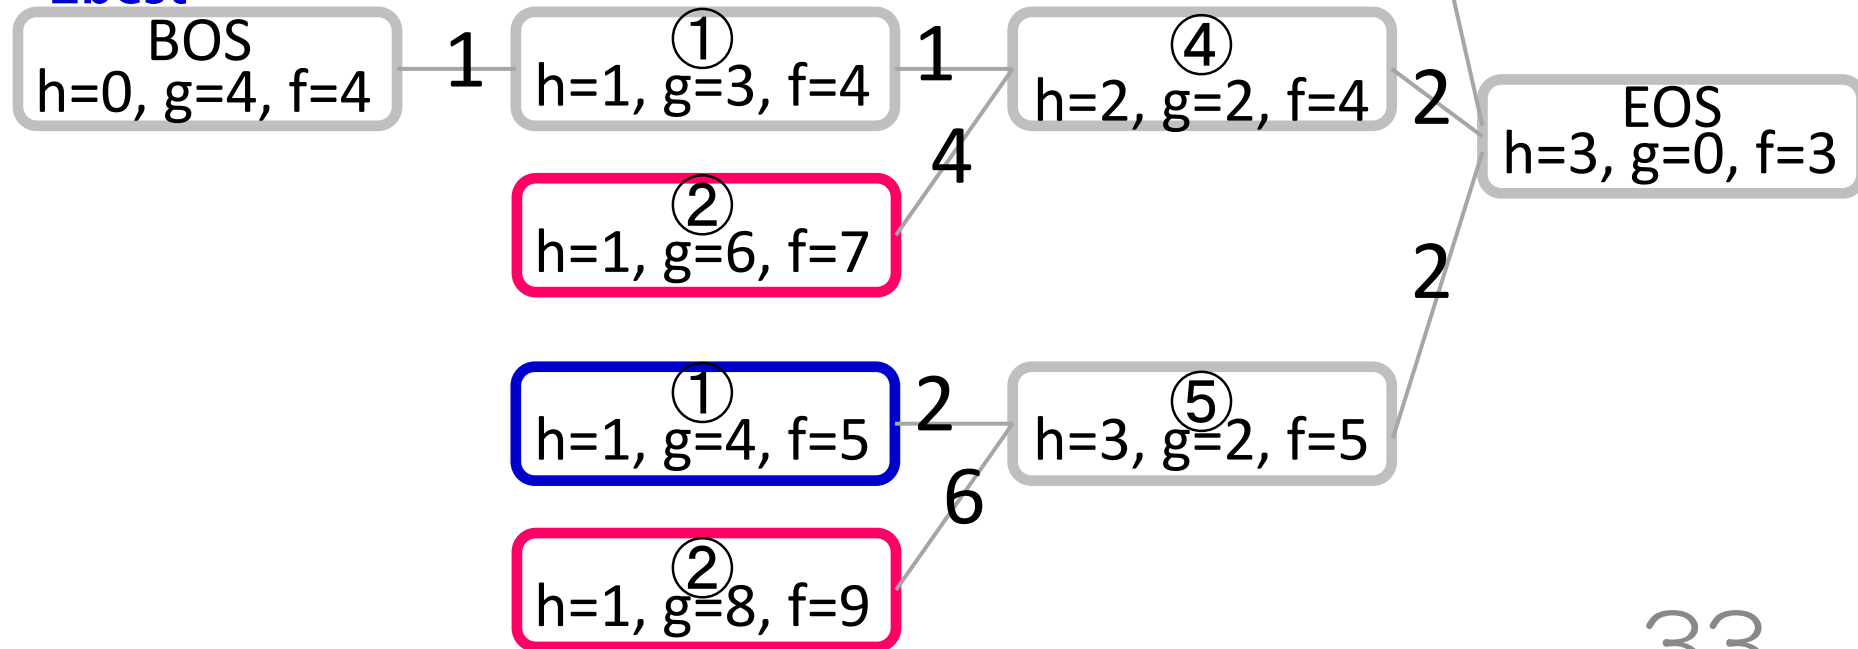 1best
BOS
h=0, g=4, f=4
1
①
h=1, g=3, f=4
1
④
h=2, g=2, f=4
2
EOS
h=3, g=0, f=3
4
②
h=1, g=6, f=7
2
①
h=1, g=4, f=5
2
⑤
h=3, g=2, f=5
6
②
h=1, g=8, f=9
33